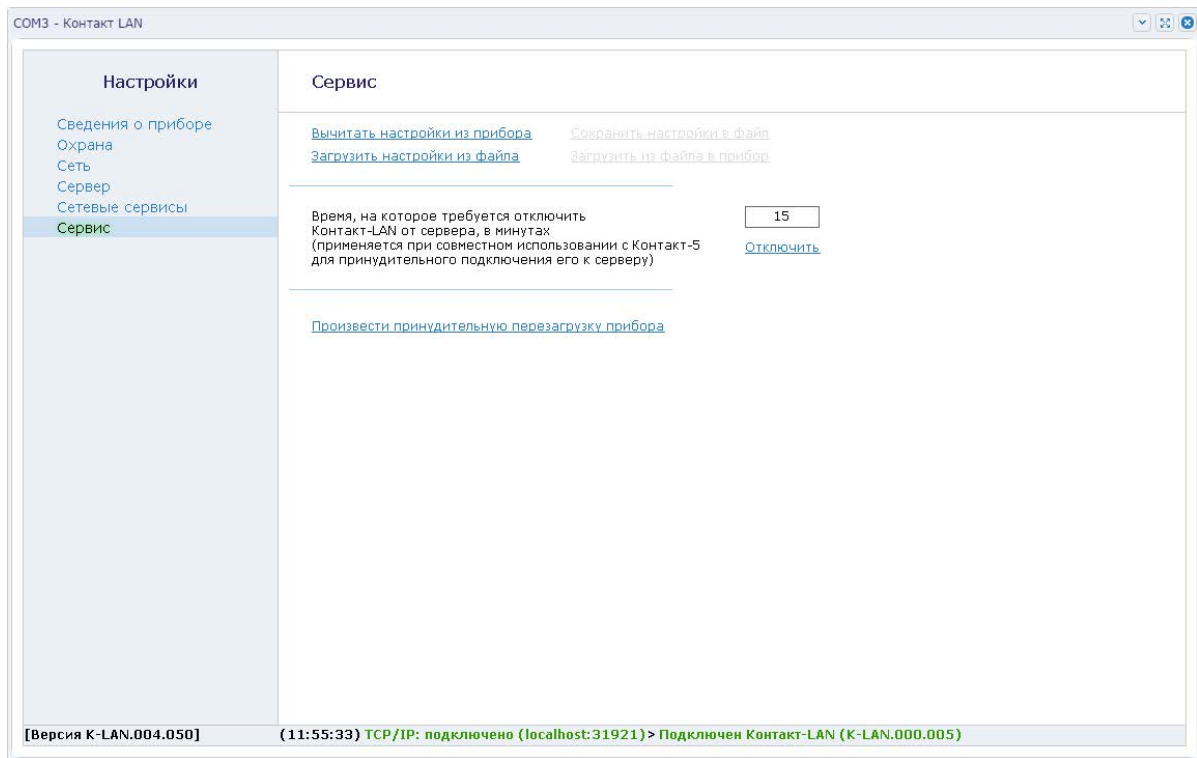 COM3 - Контакт LAN
Настройки
Сведения о приборе
Охрана
Сеть
Сервер
Сетевые сервисы
Сервис
Сервис
Вычитать настройки из прибора Сохранить настройки в файл
Загрузить настройки из файла Загрузить из файла в прибор
Время, на которое требуется отключить
Контакт-LAN от сервера, в минутах
(применяется при совместном использовании с Контакт-5
для принудительного подключения его к серверу)
15
Отключить
Произвести принудительную перезагрузку прибора
[Версия K-LAN.004.050] (11:55:33) TCP/IP: подключено (localhost:31921)> Подключен Контакт-LAN (K-LAN.000.005)